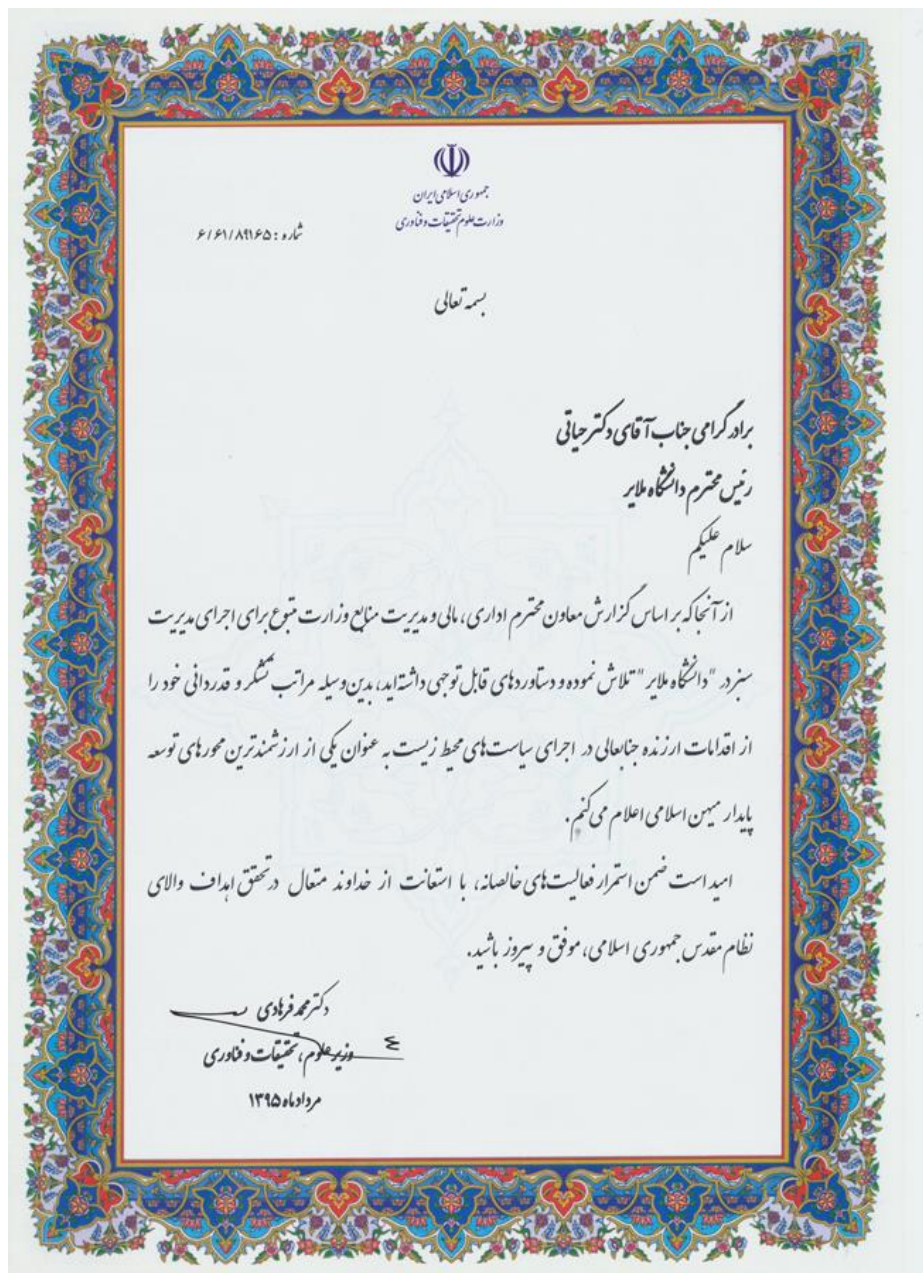 جمهوری اسلامی ایران
وزارت علوم تحقیقات و فناوری
شماره : ۶/۶۱/۸۹۱۶۵
بسمه تعالی
برادر گرامی جناب آقای دکتر حیاتی
رئیس محترم دانشگاه ملایر
سلام علیکم
از آنجا که بر اساس گزارش معاون محترم اداری، مالی و مدیریت منابع وزارت متبوع برای اجرای مدیریت
سبز در "دانشگاه ملایر" تلاش نموده و دستاوردهای قابل توجهی داشته‌اید، بدین وسیله مراتب تشکر و قدردانی خود را
از اقدامات ارزنده جنابعالی در اجرای سیاست‌های محیط زیست به عنوان یکی از ارزشمندترین محورهای توسعه
پایدار میهن اسلامی اعلام می‌کنم.
امید است ضمن استمرار فعالیت‌های خالصانه، با استعانت از خداوند متعال در تحقق اهداف والای
نظام مقدس جمهوری اسلامی، موفق و پیروز باشید.
دکتر محمد فرهادی
وزیر علوم، تحقیقات و فناوری
مرداد ماه ۱۳۹۵